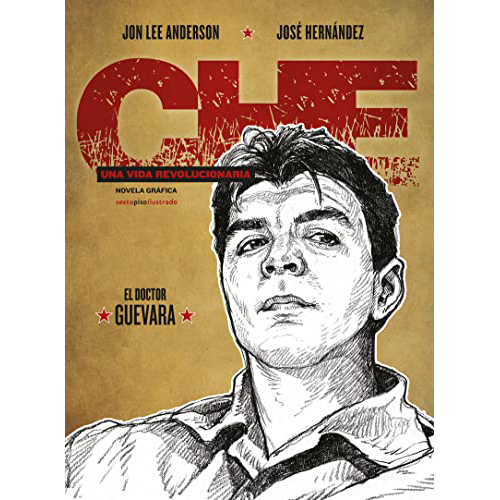 JON LEE ANDERSON ★ JOSÉ HERNÁNDEZ
CHE
UNA VIDA REVOLUCIONARIA
NOVELA GRÁFICA
sextopisoilustrado
EL DOCTOR
★ GUEVARA ★